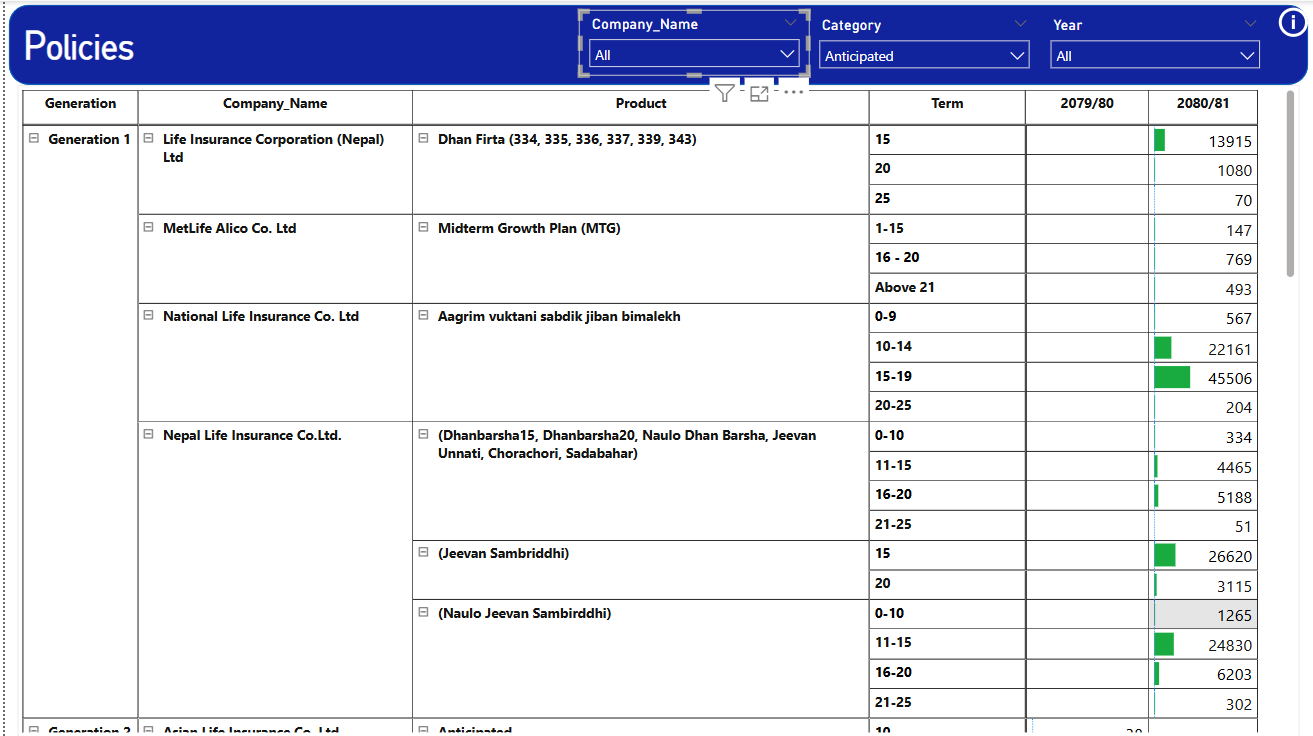 Policies
Company_Name
Category
Year
All
Anticipated
All
Generation Company_Name Product Term 2079/80 2080/81
Generation 1 Life Insurance Corporation (Nepal) Dhan Firta (334, 335, 336, 337, 339, 343) 15 13915
Ltd
20 1080
25 70
MetLife Alico Co. Ltd Midterm Growth Plan (MTG) 1-15 147
16 - 20 769
Above 21 493
National Life Insurance Co. Ltd Aagrim vuktani sabdik jiban bimalekh 0-9 567
10-14 22161
15-19 45506
20-25 204
Nepal Life Insurance Co.Ltd. (Dhanbarsha15, Dhanbarsha20, Naulo Dhan Barsha, Jeevan 0-10 334
Unnati, Chorachori, Sadabahar)
11-15 4465
16-20 5188
21-25 51
(Jeevan Sambriddhi) 15 26620
20 3115
(Naulo Jeevan Sambirddhi) 0-10 1265
11-15 24830
16-20 6203
21-25 302
Generation 2 Asian Life Insurance Co. Ltd Anticipated 10